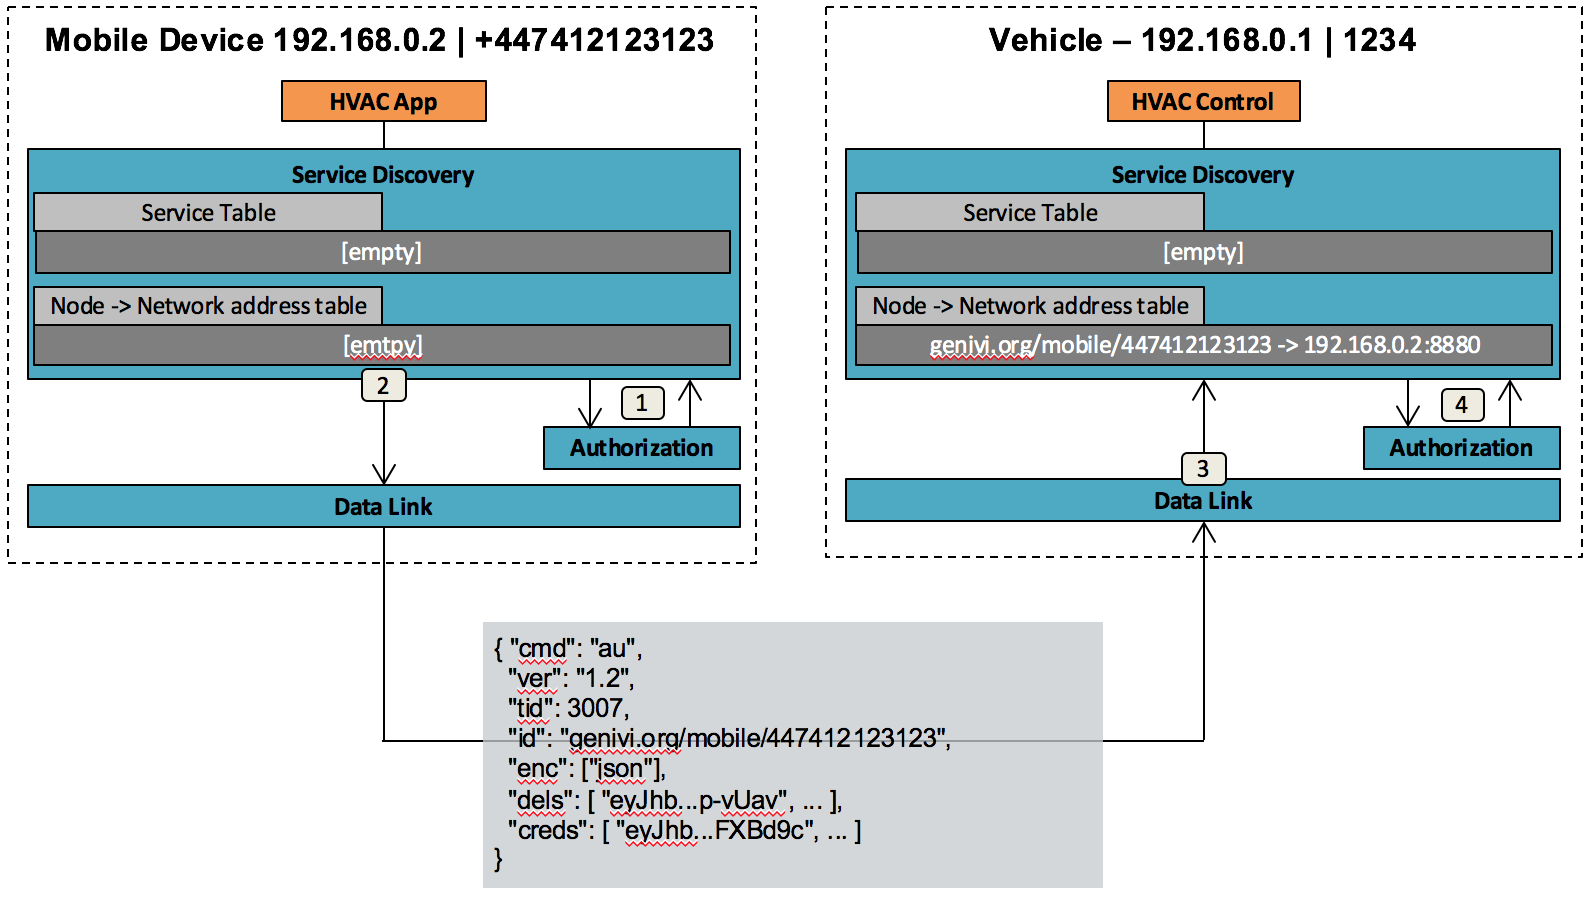 Mobile Device 192.168.0.2 | +447412123123
HVAC App
Service Discovery
Service Table
[empty]
Node -> Network address table
[emtpy]
2
1
Authorization
Data Link
Vehicle – 192.168.0.1 | 1234
HVAC Control
Service Discovery
Service Table
[empty]
Node -> Network address table
genivi.org/mobile/447412123123 -> 192.168.0.2:8880
4
Authorization
3
Data Link
{ "cmd": "au",
"ver": "1.2",
"tid": 3007,
"id": "genivi.org/mobile/447412123123",
"enc": ["json"],
"dels": [ "eyJhb...p-vUav", ... ],
"creds": [ "eyJhb...FXBd9c", ... ]
}